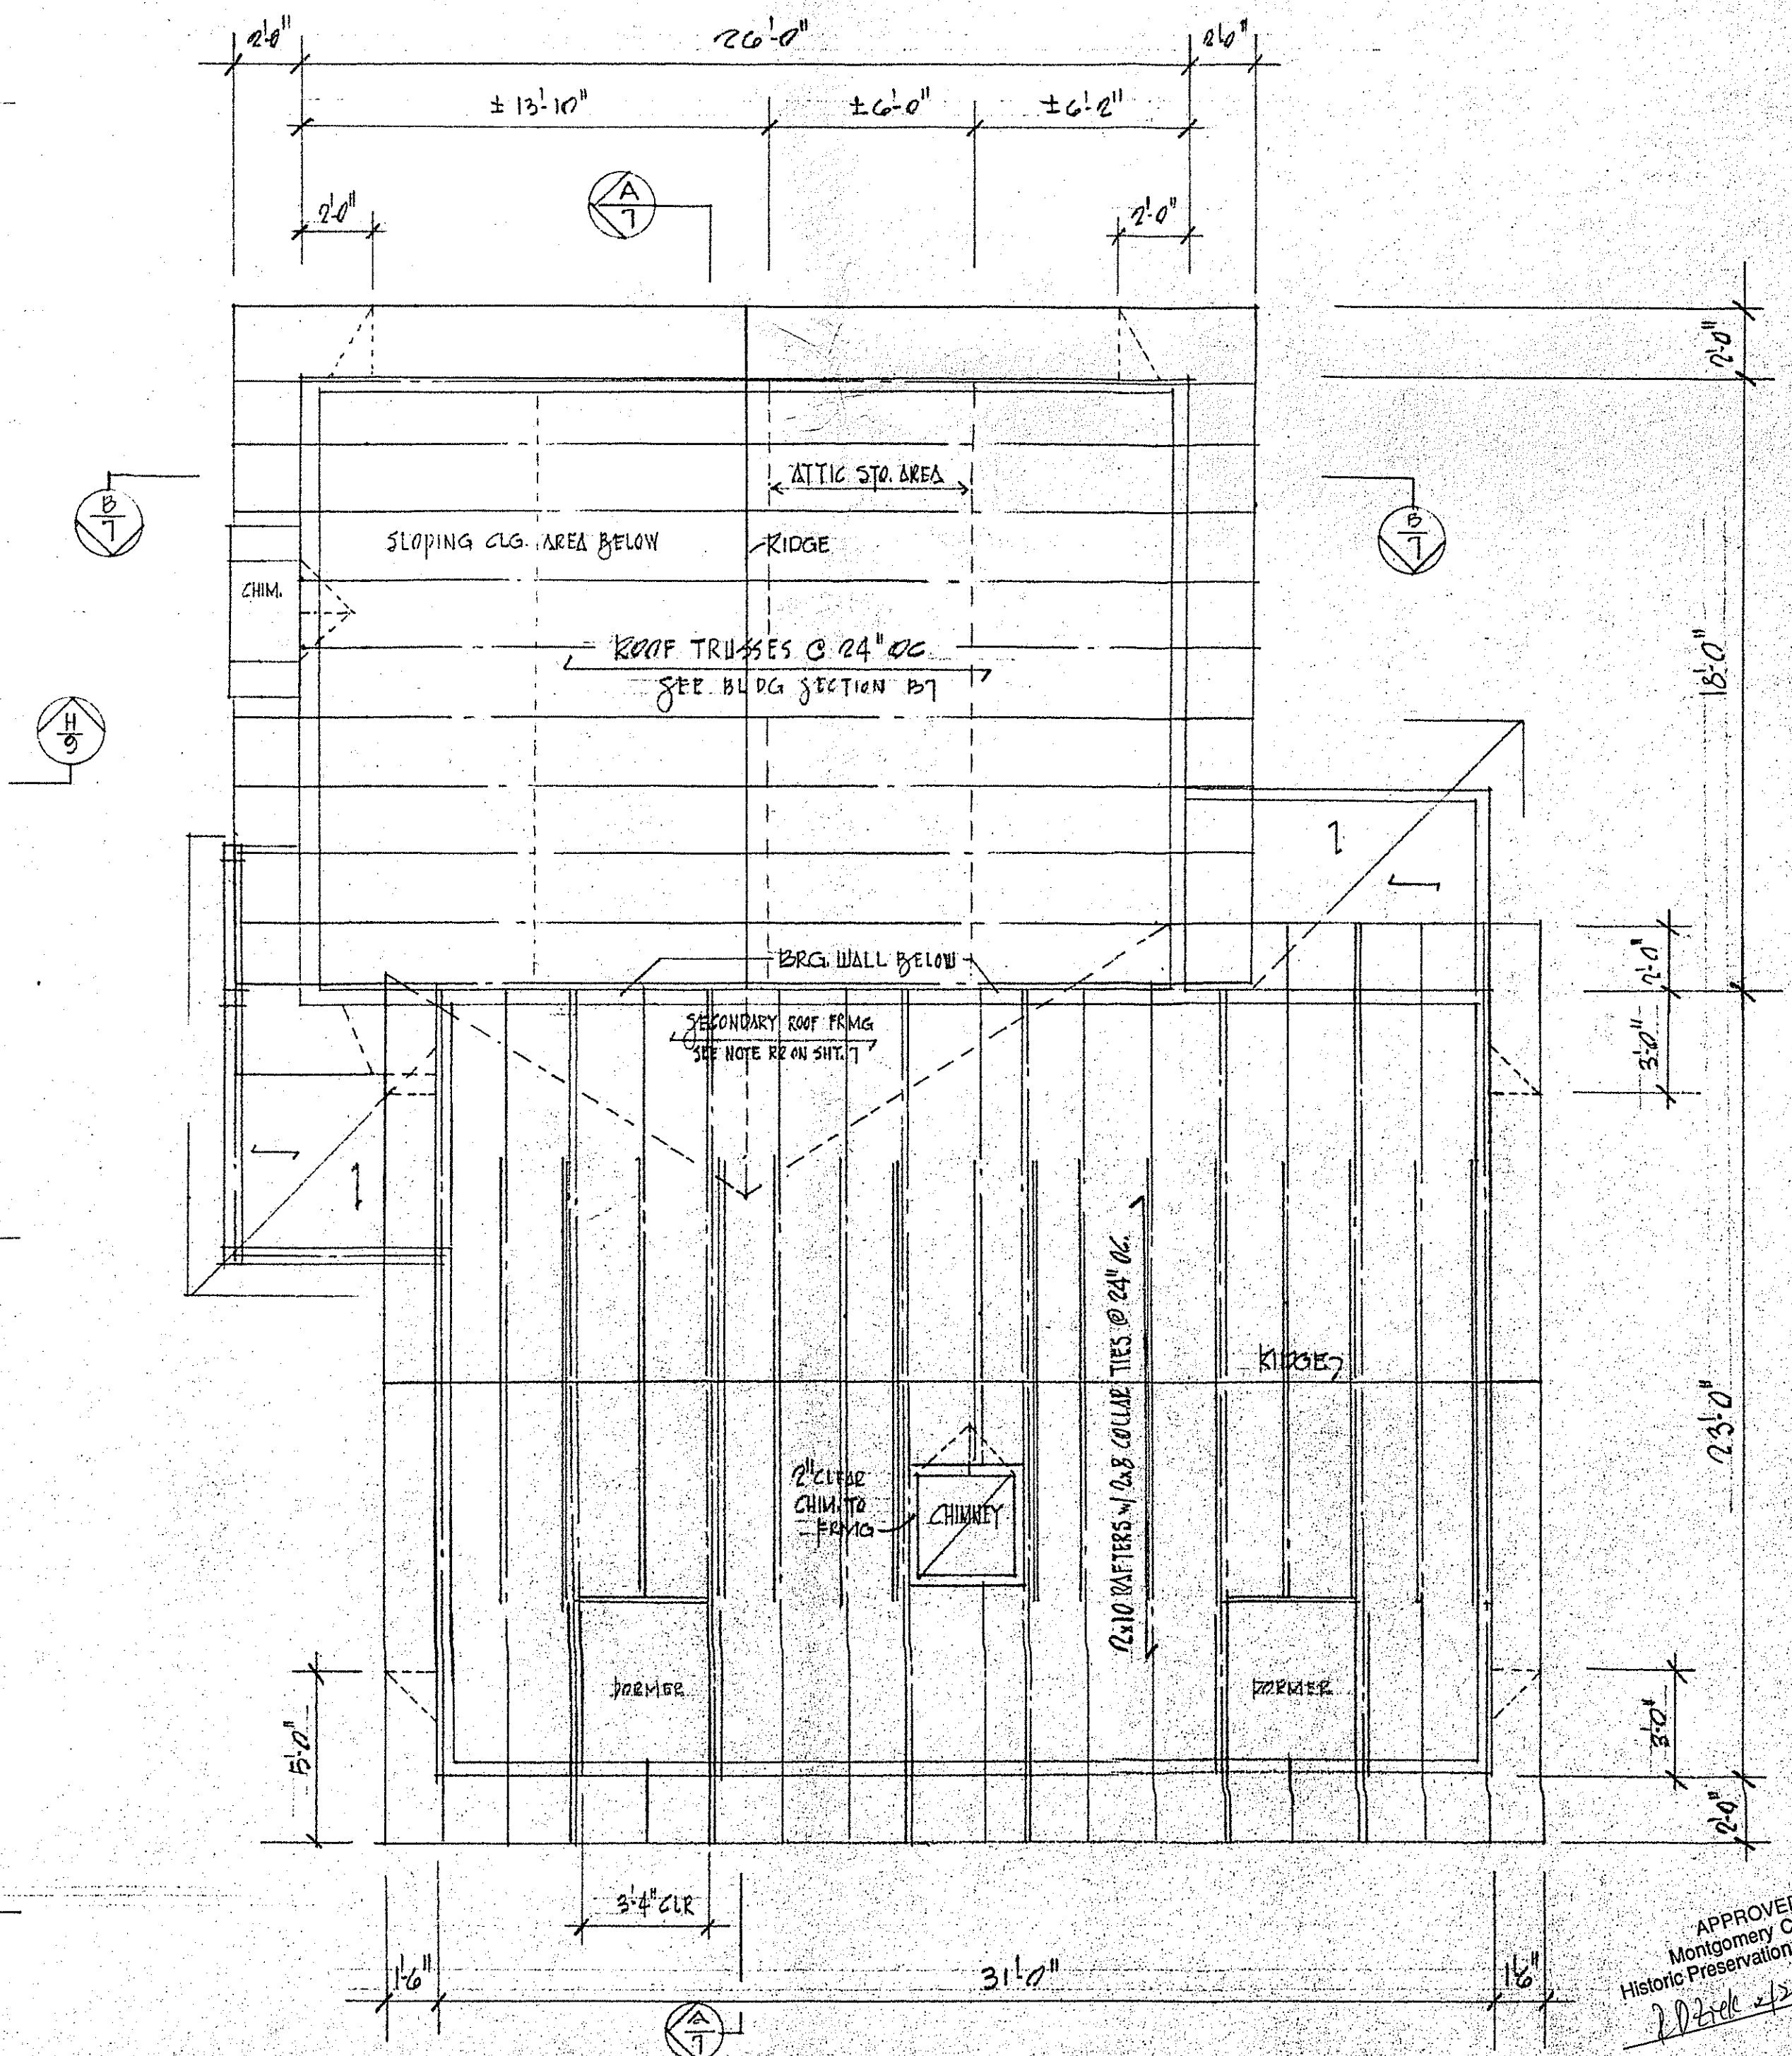 2'-0"
26'-0"
2'-0"
± 13'-10"
± 6'-0"
± 6'-2"
A
7
2'-0"
2'-0"
2'-0"
ATTIC STO. AREA
B
7
SLOPING CLG. AREA BELOW
RIDGE
B
7
CHIM.
ROOF TRUSSES @ 24" OC
SEE BLDG SECTION B7
18'-0"
H
9
BRG. WALL BELOW
2'-0"
SECONDARY ROOF FRMG
SEE NOTE R2 ON SHT. 7
3'-0"
2x10 RAFTERS w/ 2x8 COLLAR TIES @ 24" OC.
RIDGE
23'-0"
2" CLEAR
CHIM. TO
FRMG
CHIMNEY
DORMER
DORMER
5'-0"
3'-0"
2'-0"
3'-4" CLR
1'-6"
31'-0"
1'-6"
A
7
APPROVED
Montgomery C
Historic Preservation